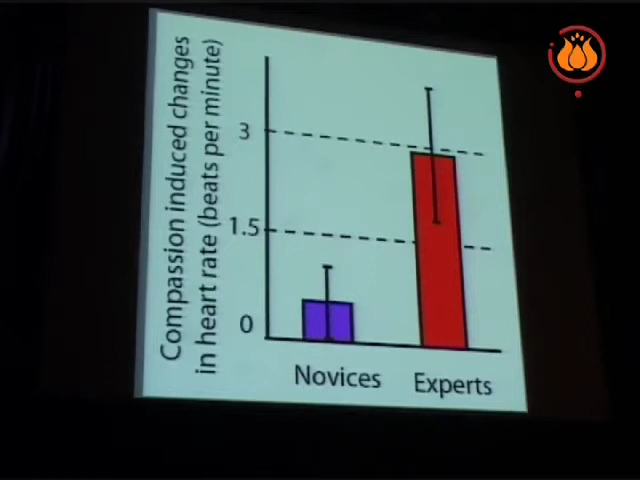 Compassion induced changes
in heart rate (beats per minute)
3
1.5
0
Novices
Experts